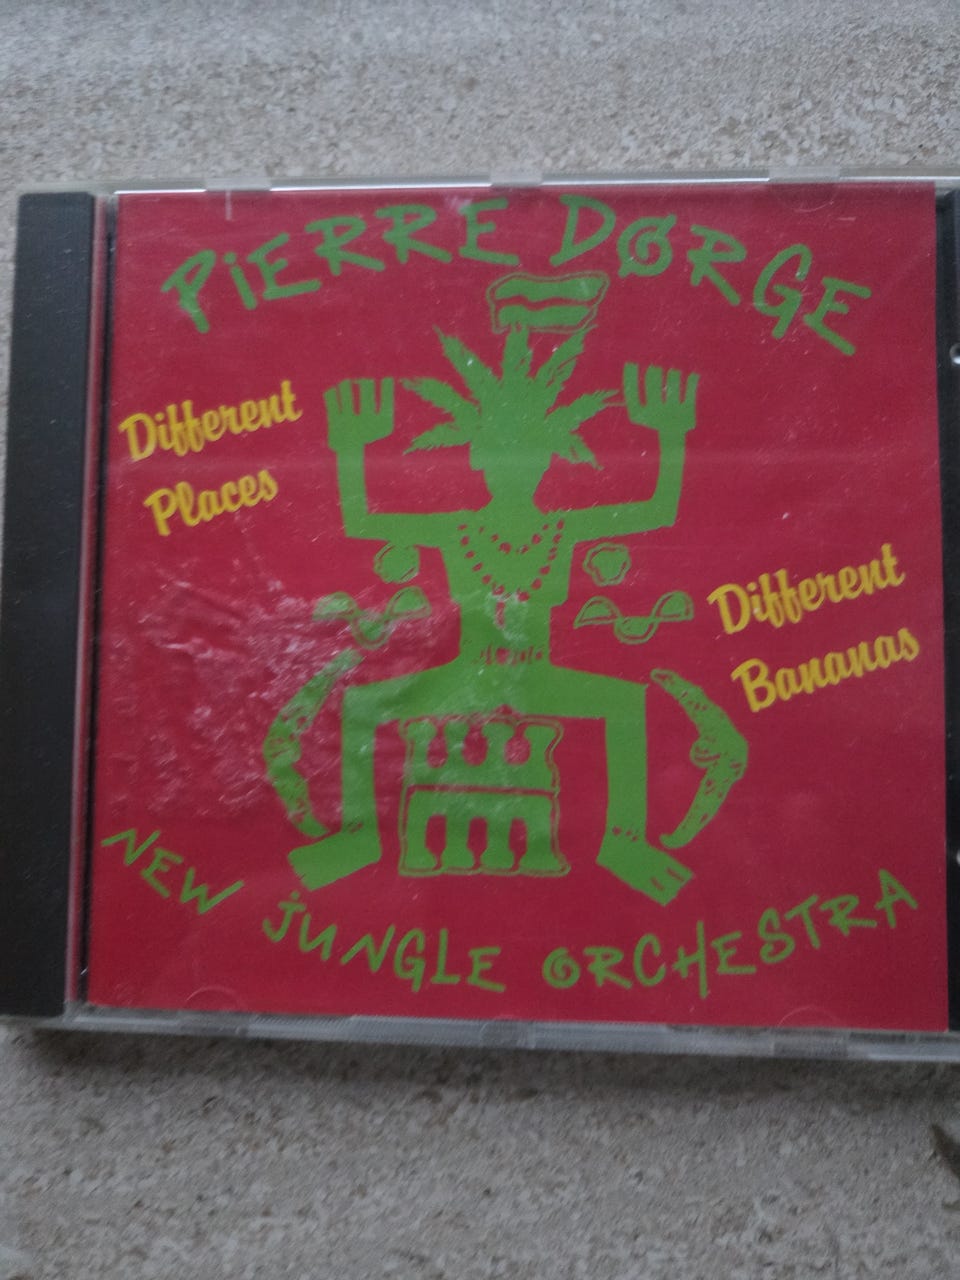 PiERRE DØRGE
Different
Places
Different
Bananas
NEW jUNGLE ORCHESTRA